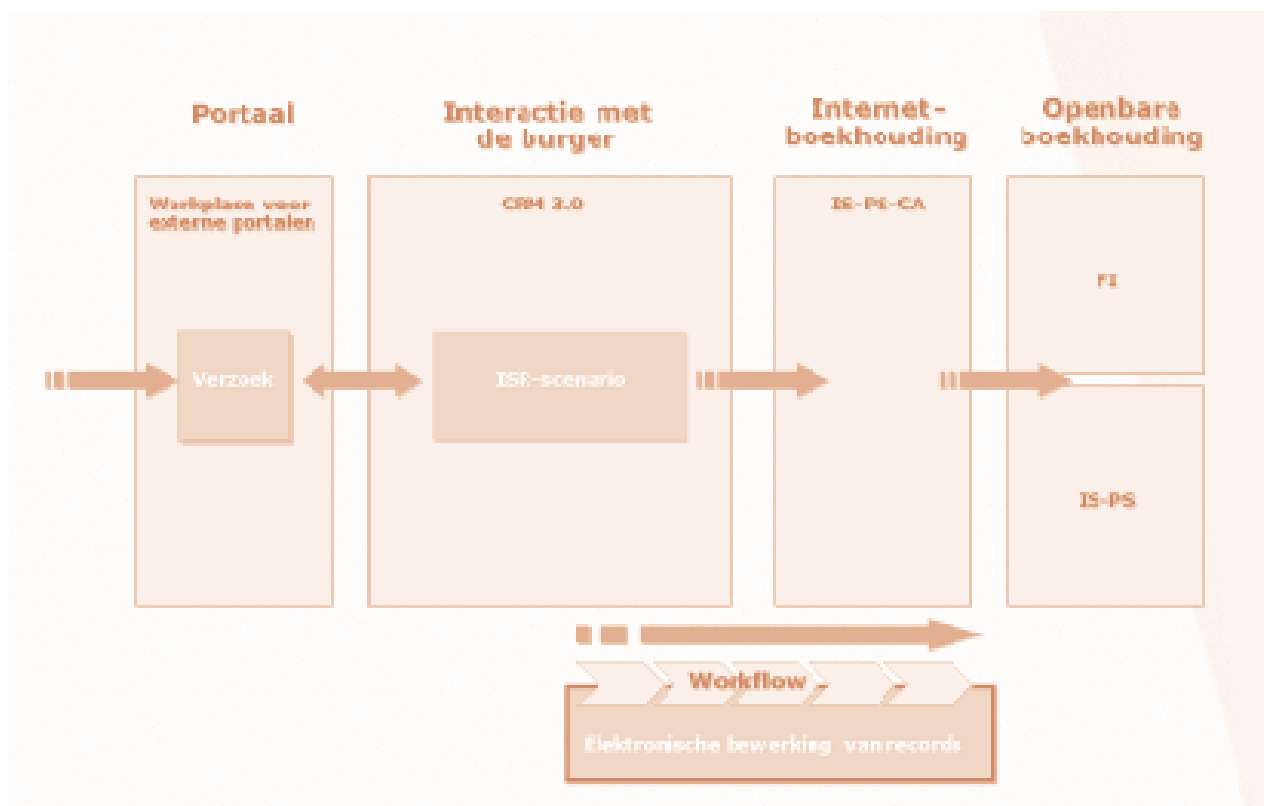 Portaal
Interactie met
de burger
Internet-
boekhouding
Openbare
boekhouding
Workplace voor
externe portalen
CRM 3.0
IS-PS-CA
FI
Verzoek
ISR-scenario
IS-PS
Workflow
Elektronische bewerking van records